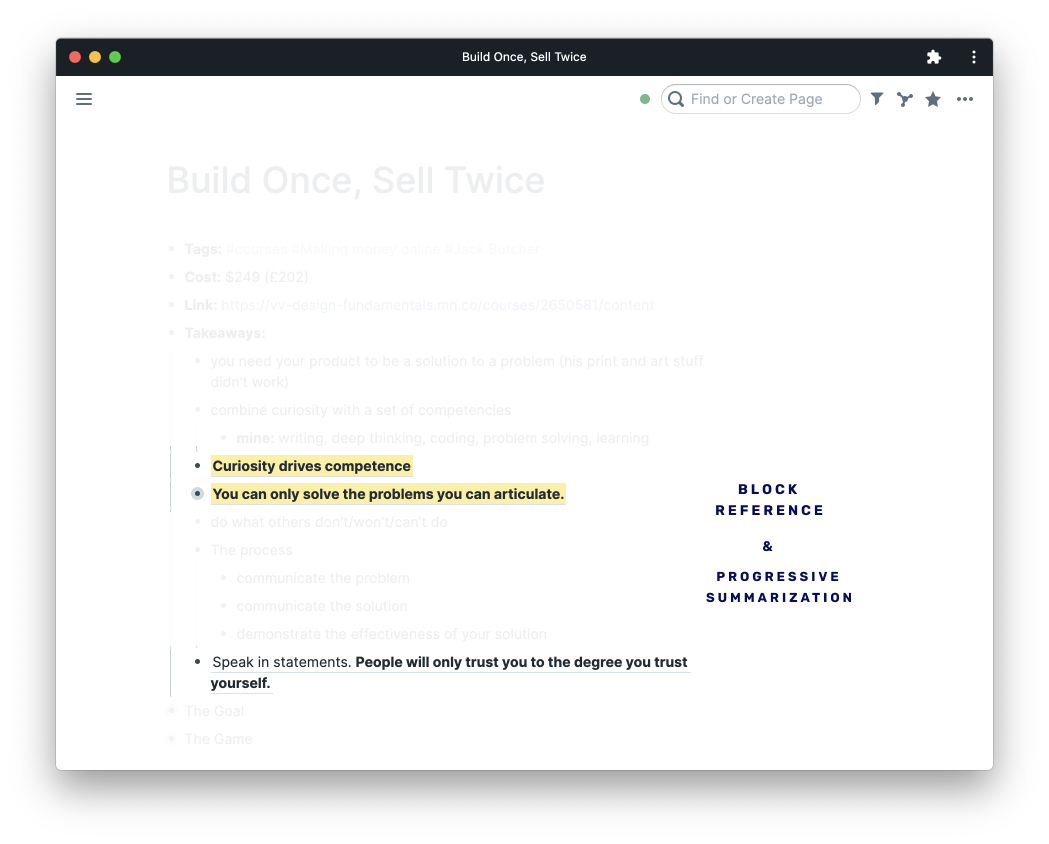 Build Once, Sell Twice
Find or Create Page
Build Once, Sell Twice
Tags: #courses #Making money online #Jack Butcher
Cost: $249 (£202)
Link: https://vv-design-fundamentals.mn.co/courses/2650581/content
Takeaways:
you need your product to be a solution to a problem (his print and art stuff
didn't work)
combine curiosity with a set of competencies
mine: writing, deep thinking, coding, problem solving, learning
Curiosity drives competence
You can only solve the problems you can articulate.
do what others don't/won't/can't do
The process
communicate the problem
communicate the solution
demonstrate the effectiveness of your solution
Speak in statements. People will only trust you to the degree you trust
yourself.
The Goal
The Game
BLOCK
REFERENCE
&
PROGRESSIVE
SUMMARIZATION